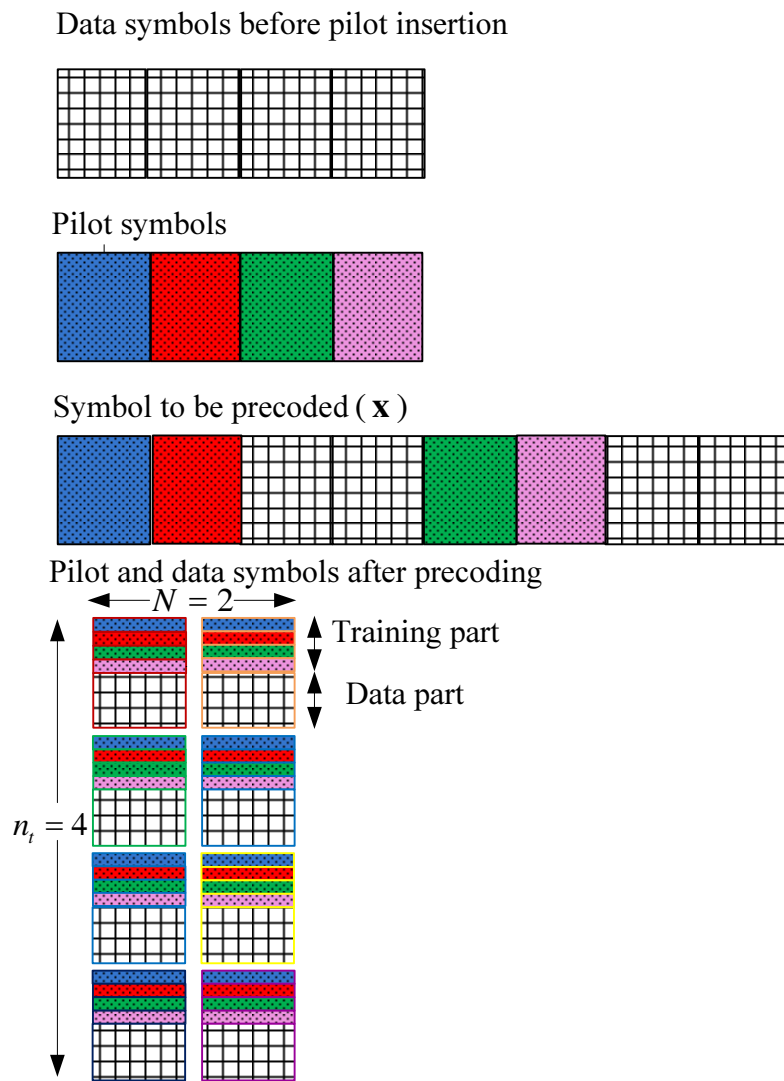 Data symbols before pilot insertion
Pilot symbols
Symbol to be precoded ( x )
Pilot and data symbols after precoding
N = 2
Training part
Data part
n_t = 4